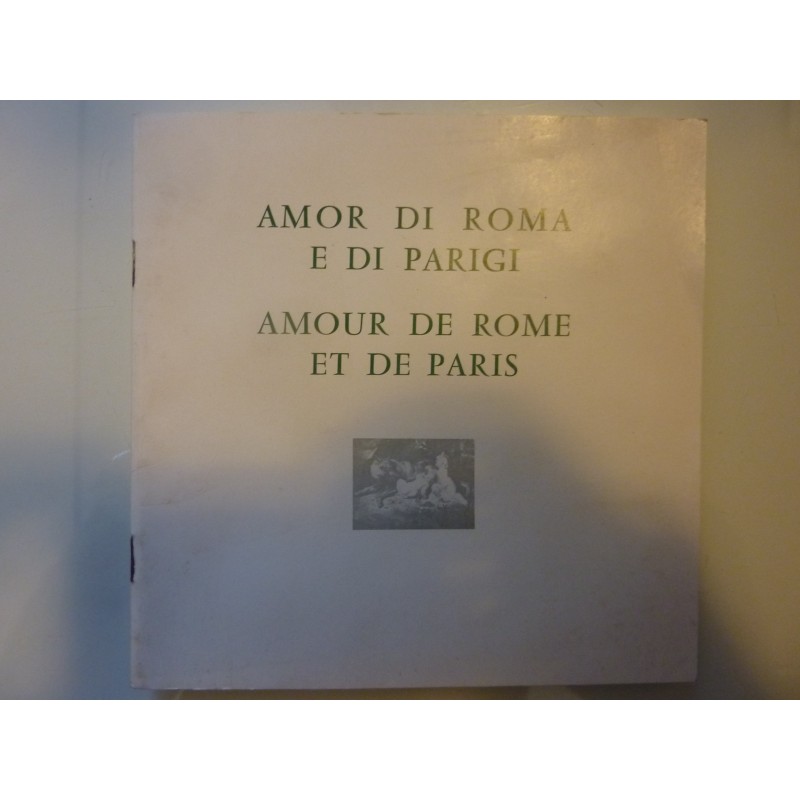 AMOR DI ROMA
E DI PARIGI
AMOUR DE ROME
ET DE PARIS